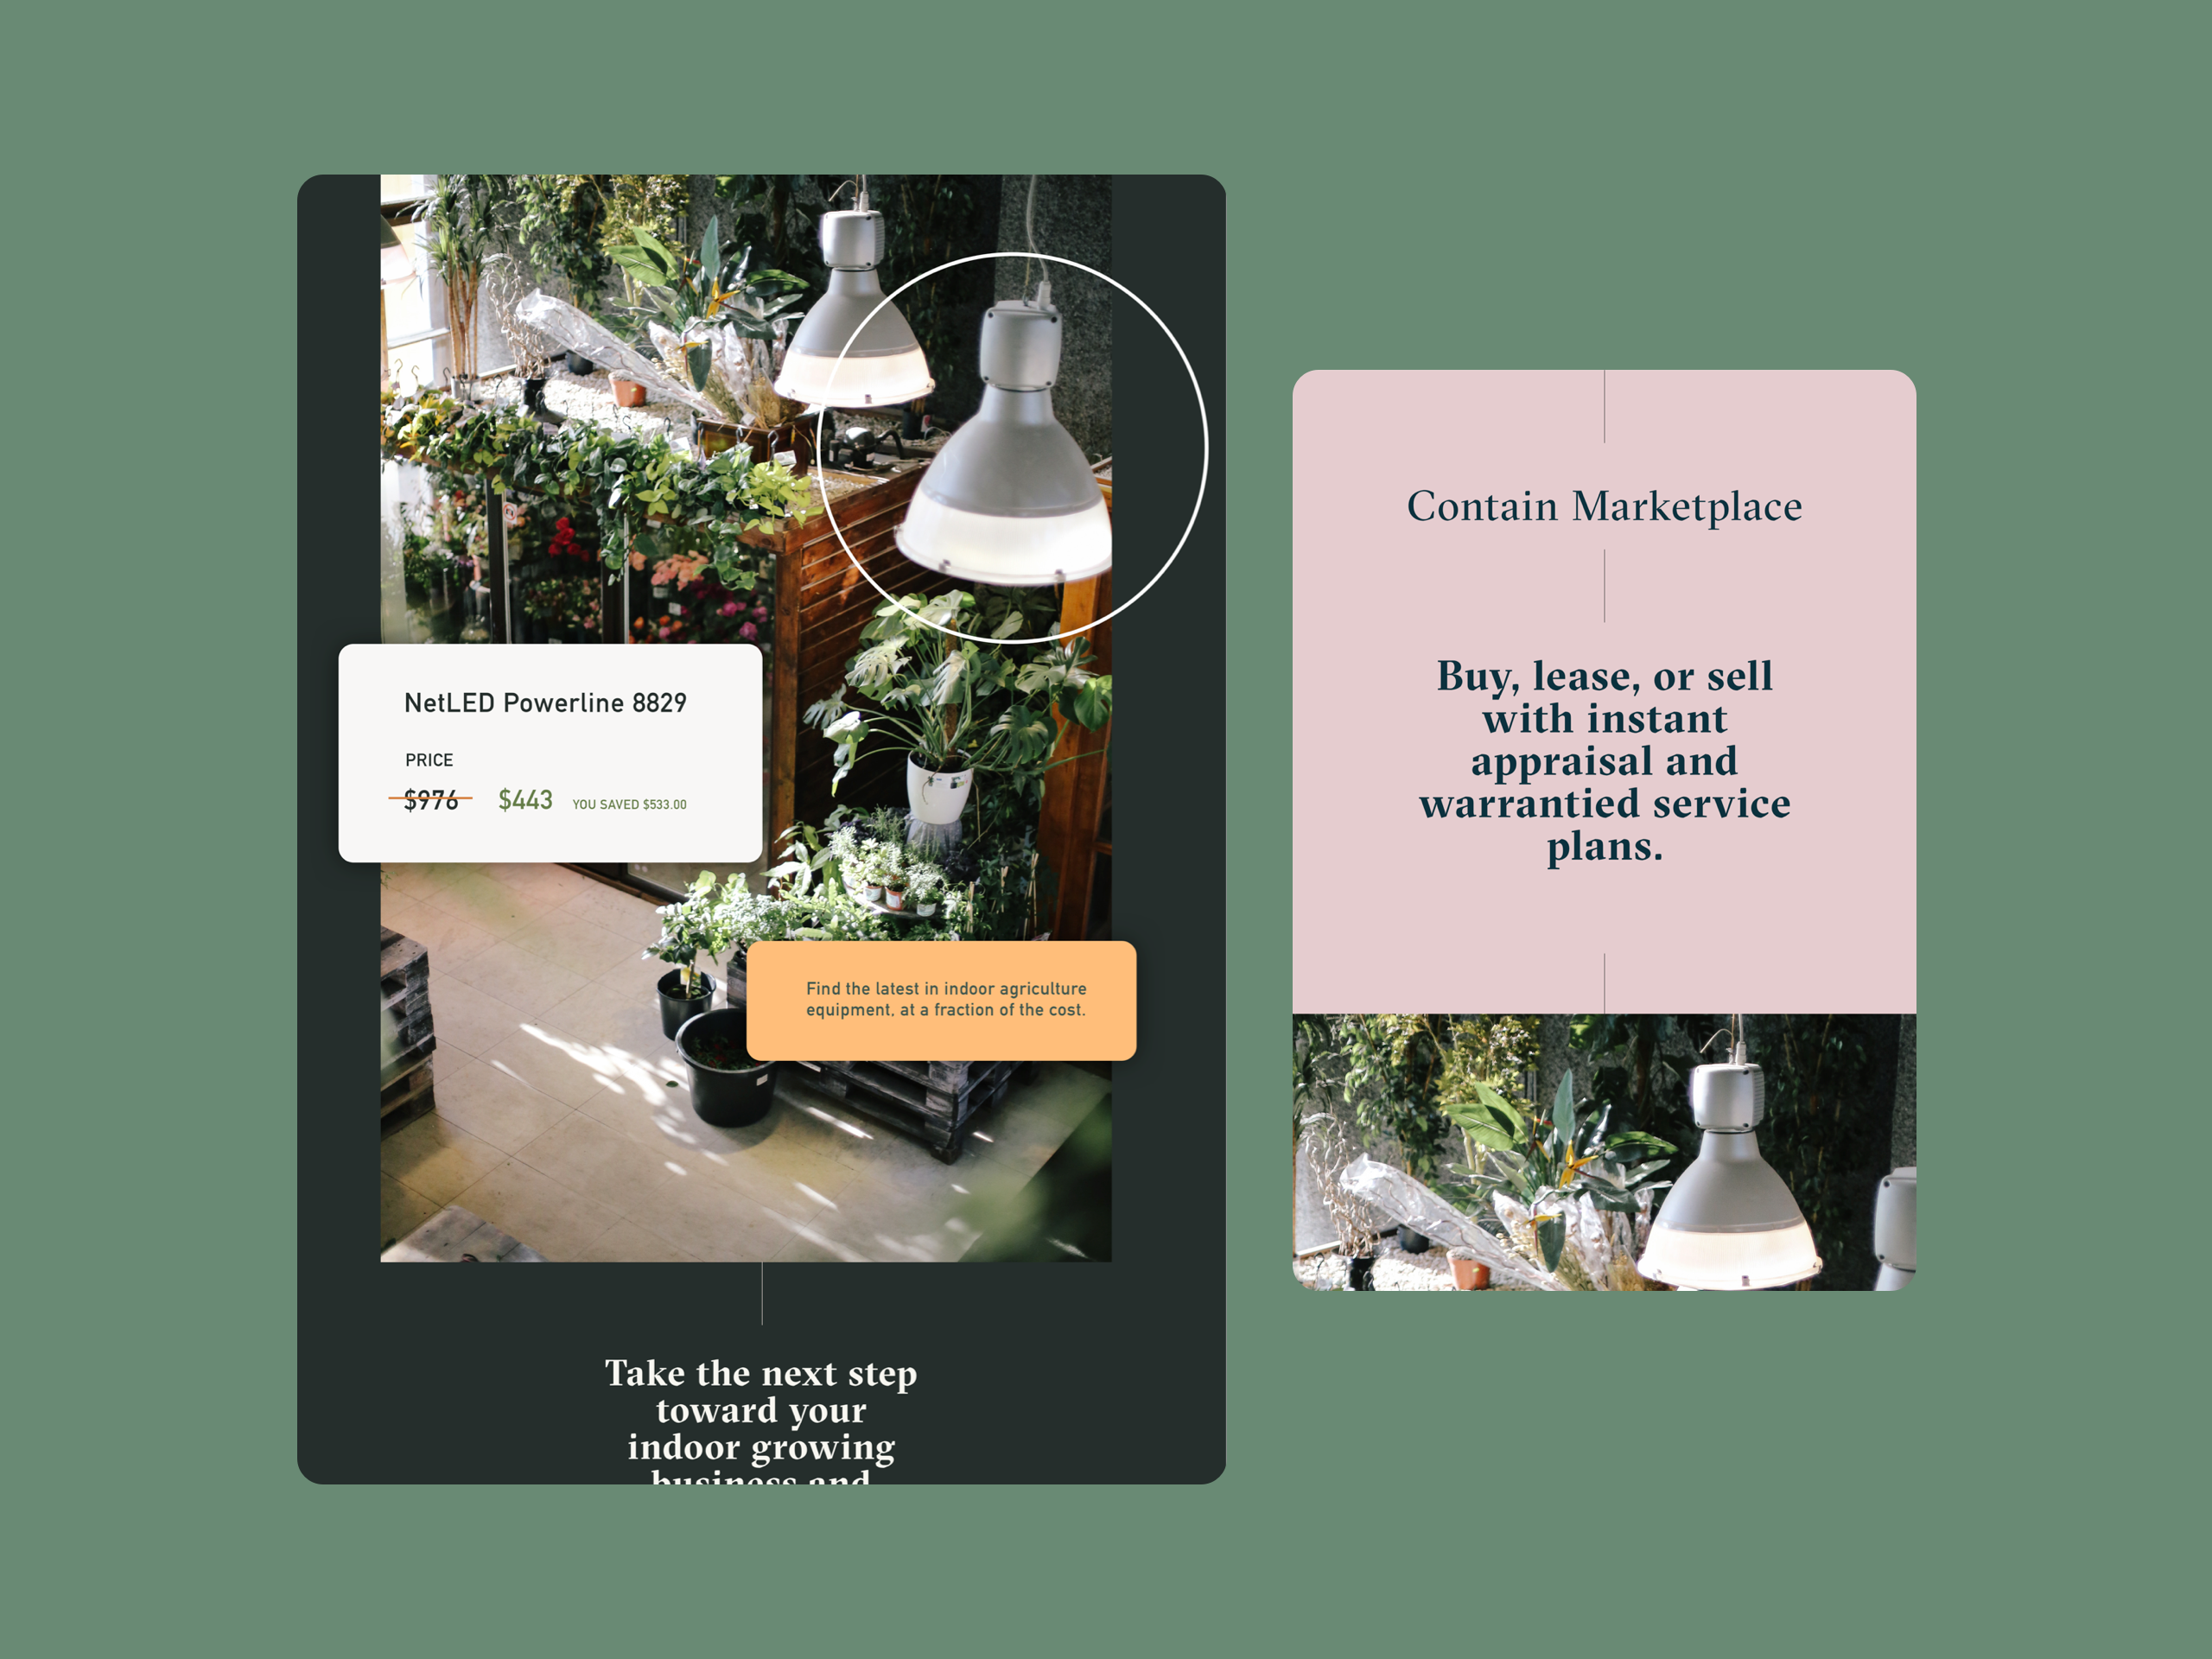 NetLED Powerline 8829
PRICE
$976 $443 YOU SAVED $533.00
Find the latest in indoor agriculture
equipment, at a fraction of the cost.
Take the next step
toward your
indoor growing
business and
Contain Marketplace
Buy, lease, or sell
with instant
appraisal and
warrantied service
plans.